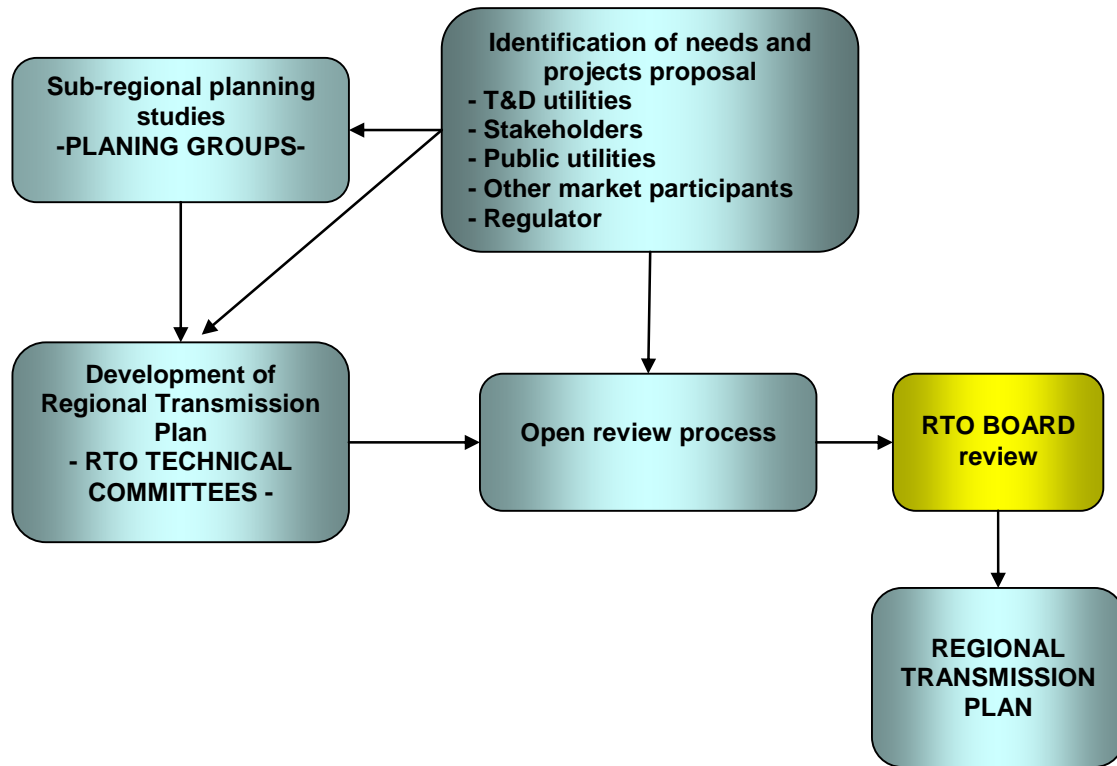 Sub-regional planning
studies
-PLANING GROUPS-
Identification of needs and
projects proposal
- T&D utilities
- Stakeholders
- Public utilities
- Other market participants
- Regulator
Development of
Regional Transmission
Plan
- RTO TECHNICAL
COMMITTEES -
Open review process
RTO BOARD
review
REGIONAL
TRANSMISSION
PLAN